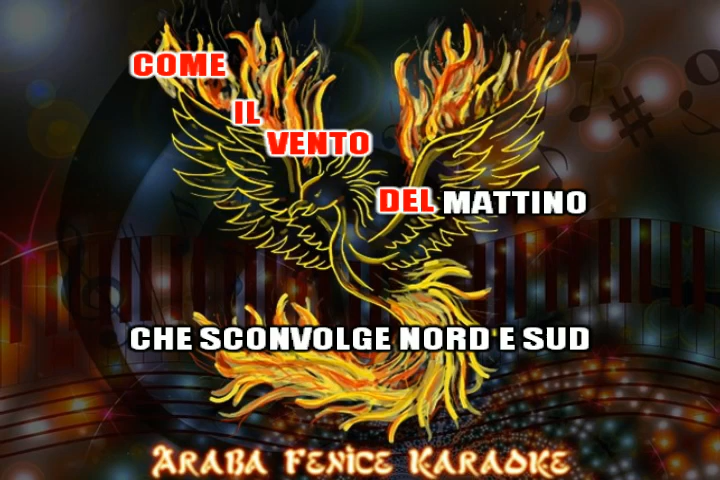 COME
IL
VENTO
DEL MATTINO
CHE SCONVOLGE NORD E SUD
ARABA FENICE KARAOKE